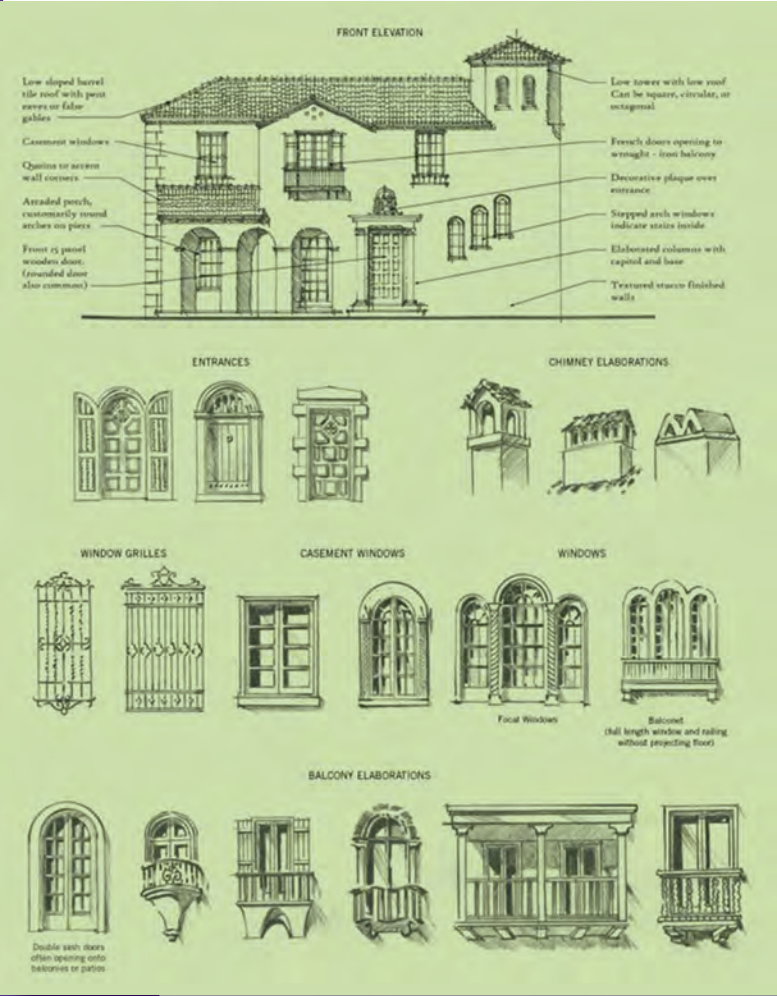 FRONT ELEVATION
Low sloped barrel
tile roof with pent
eaves or false
gables
Casement windows
Quoins to accent
wall corners
Arcaded porch,
customarily round
arches on piers
Front 15 panel
wooden door.
(rounded door
also common)
Low tower with low roof
Can be square, circular, or
octagonal
French doors opening to
wrought - iron balcony
Decorative plaque over
entrance
Stepped arch windows
indicate stairs inside
Elaborated columns with
capitol and base
Textured stucco finished
walls
ENTRANCES
CHIMNEY ELABORATIONS
WINDOW GRILLES
CASEMENT WINDOWS
WINDOWS
Focal Windows
Balconet
(full length window and railing
without projecting floor)
BALCONY ELABORATIONS
Double sash doors
often opening onto
balconies or patios